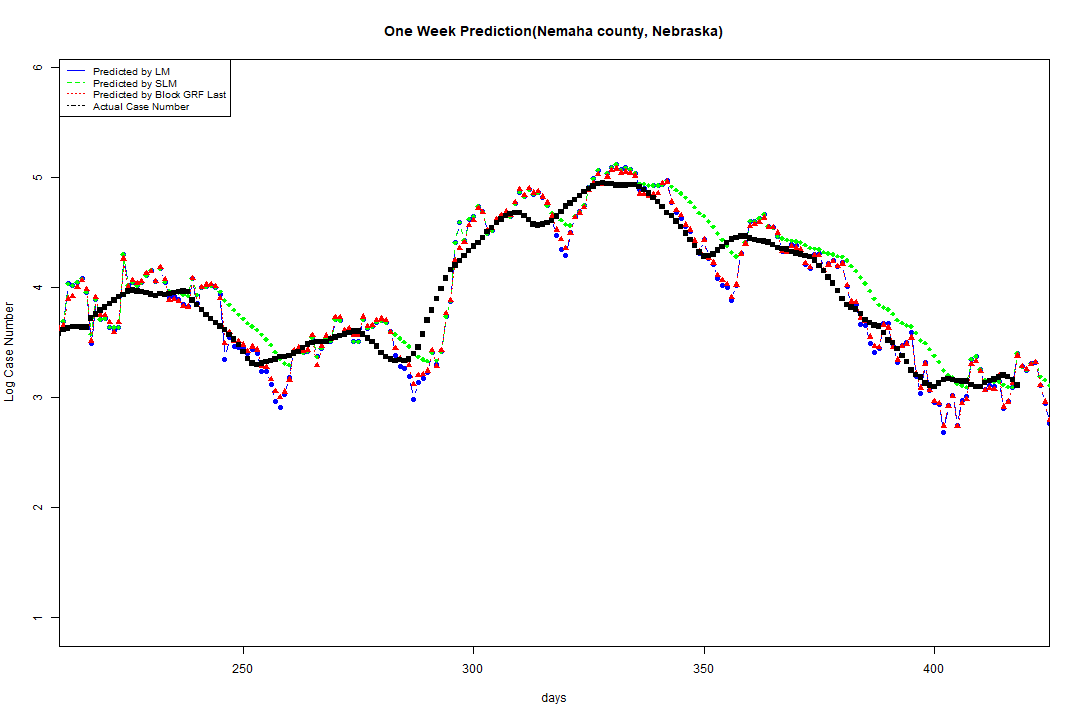 One Week Prediction(Nemaha county, Nebraska)
6
Predicted by LM
Predicted by SLM
Predicted by Block GRF Last
Actual Case Number
5
4
3
2
1
Log Case Number
250
300
350
400
days